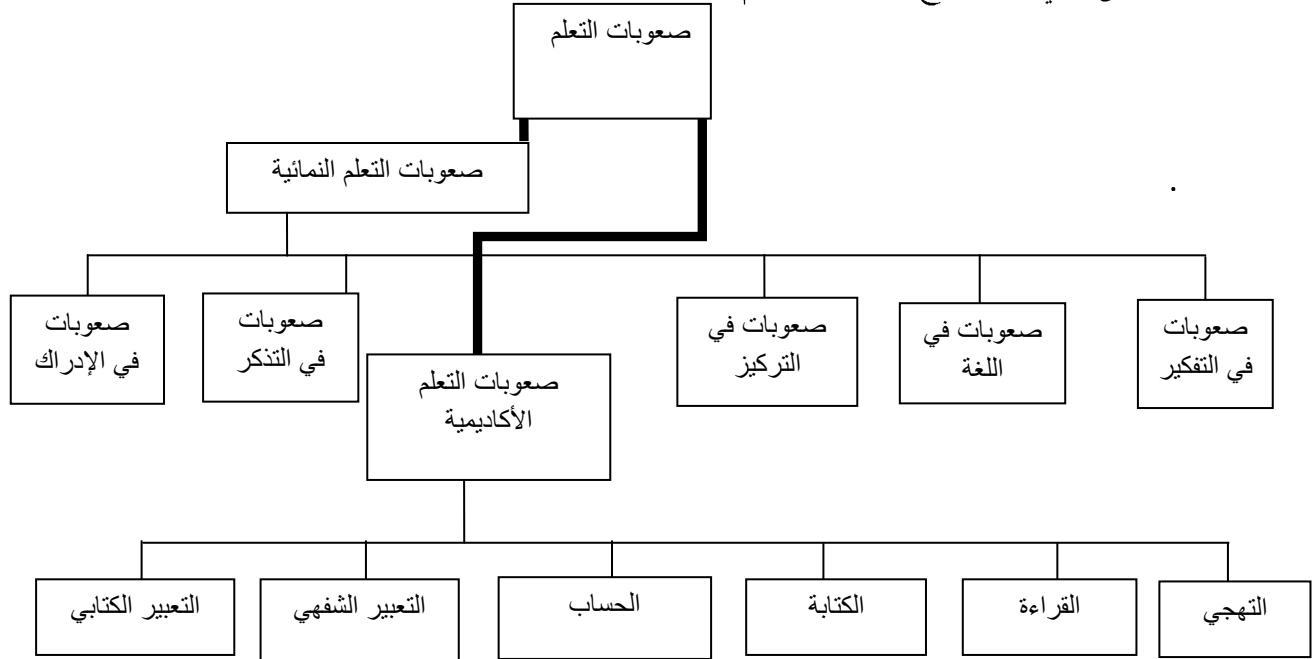 صعوبات التعلم
صعوبات التعلم النمائية
.
صعوبات
في التفكير
صعوبات في
اللغة
صعوبات في
التركيز
صعوبات
في التذكر
صعوبات
في الإدراك
صعوبات التعلم
الأكاديمية
التهجي
القراءة
الكتابة
الحساب
التعبير الشفهي
التعبير الكتابي